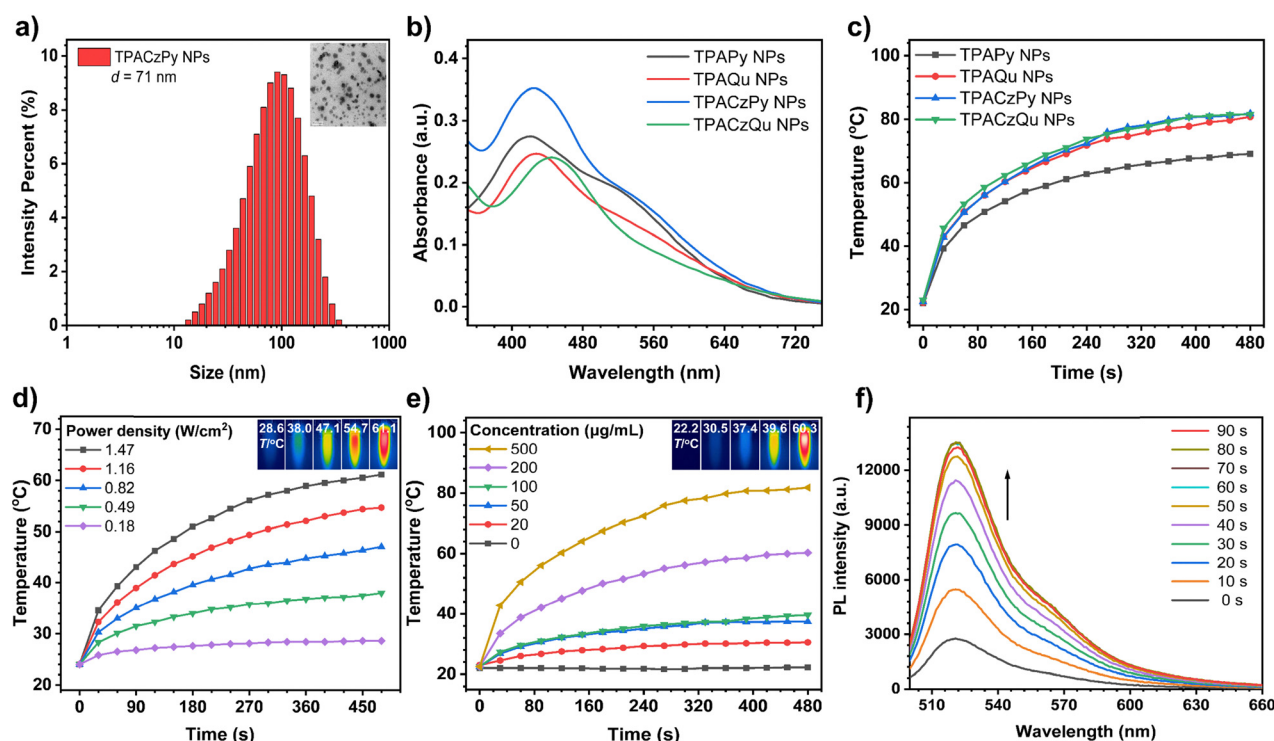 a)
TPACzPy NPs
d = 71 nm
Intensity Percent (%)
10
8
6
4
2
0
1
10
100
1000
Size (nm)
b)
TPAPy NPs
TPAQu NPs
TPACzPy NPs
TPACzQu NPs
Absorbance (a.u.)
0.4
0.3
0.2
0.1
0.0
400
480
560
640
720
Wavelength (nm)
c)
TPAPy NPs
TPAQu NPs
TPACzPy NPs
TPACzQu NPs
Temperature (°C)
100
80
60
40
20
0
80
160
240
320
400
480
Time (s)
d)
Power density (W/cm²)
1.47
1.16
0.82
0.49
0.18
28.6 38.0 47.1 54.7 61.1
T/°C
Temperature (°C)
70
60
50
40
30
20
0
90
180
270
360
450
Time (s)
e)
Concentration (µg/mL)
500
200
100
50
20
0
22.2 30.5 37.4 39.6 60.3
T/°C
Temperature (°C)
100
80
60
40
20
0
80
160
240
320
400
480
Time (s)
f)
90 s
80 s
70 s
60 s
50 s
40 s
30 s
20 s
10 s
0 s
PL intensity (a.u.)
12000
9000
6000
3000
0
510
540
570
600
630
660
Wavelength (nm)